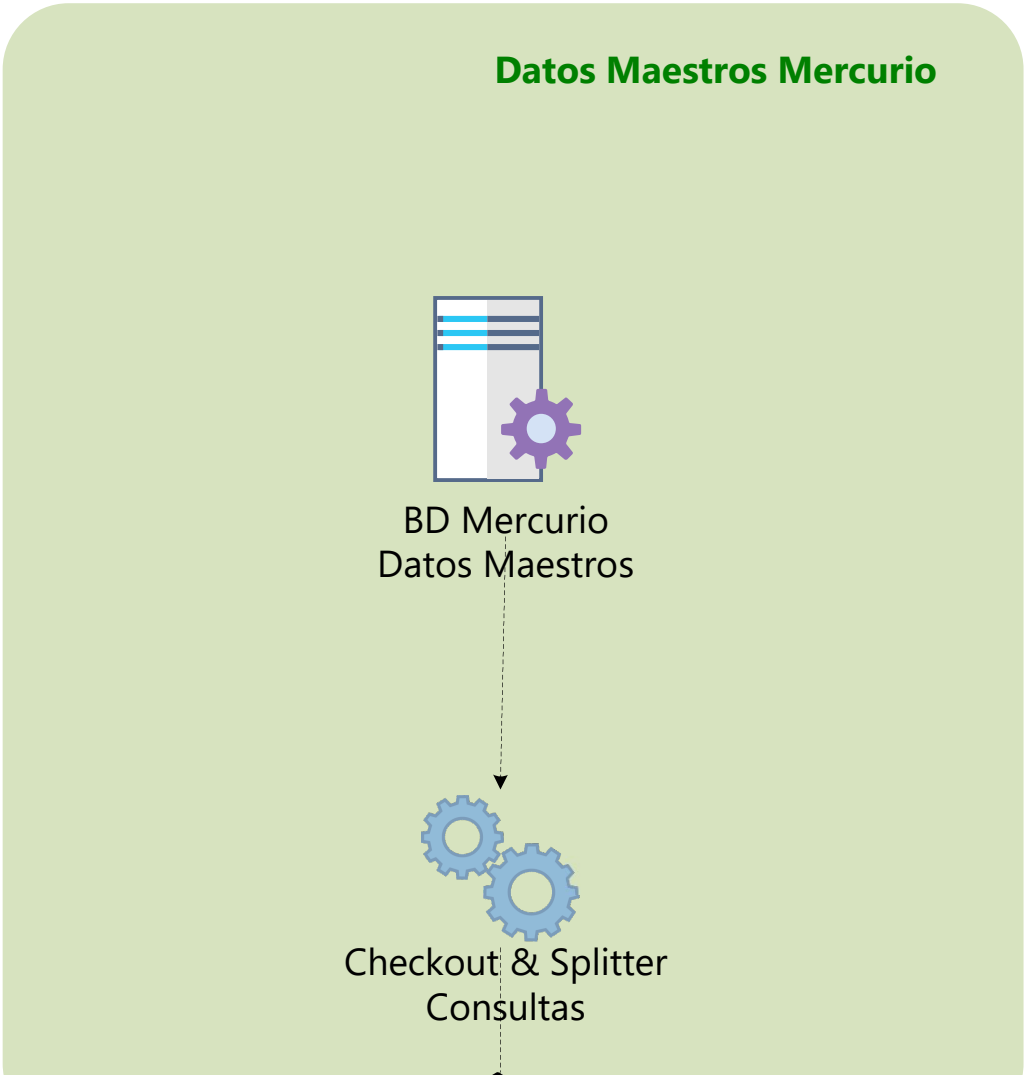 Datos Maestros Mercurio
BD Mercurio
Datos Maestros
Checkout & Splitter
Consultas